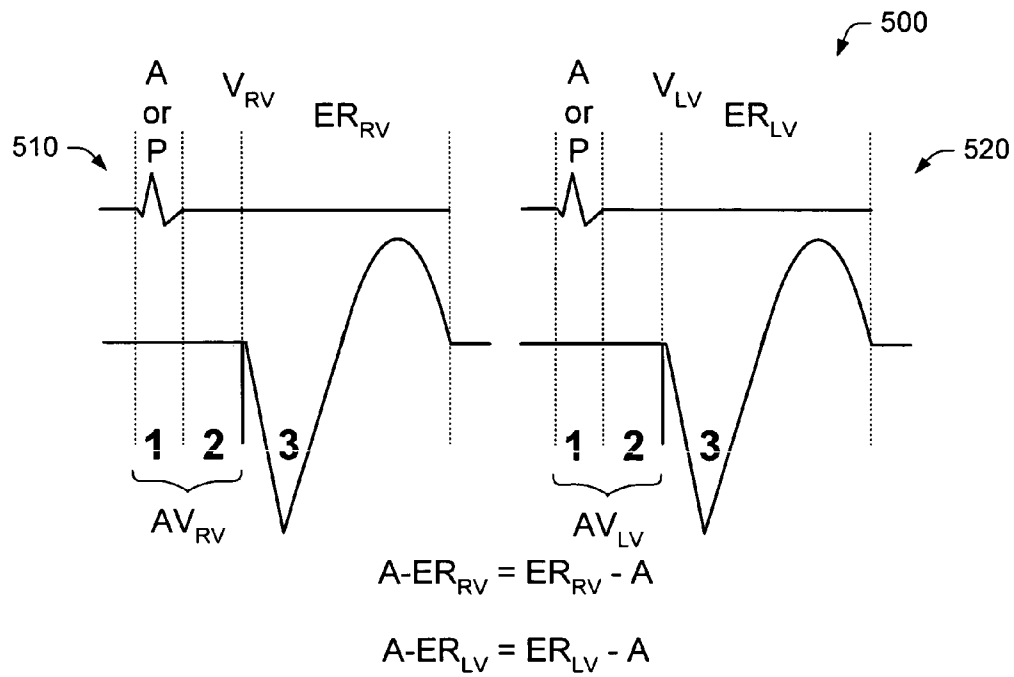 500
A
or
P
V_RV
ER_RV
A
or
P
V_LV
ER_LV
510
520
1 2 3
1 2 3
AV_RV
AV_LV
A-ER_RV = ER_RV - A
A-ER_LV = ER_LV - A